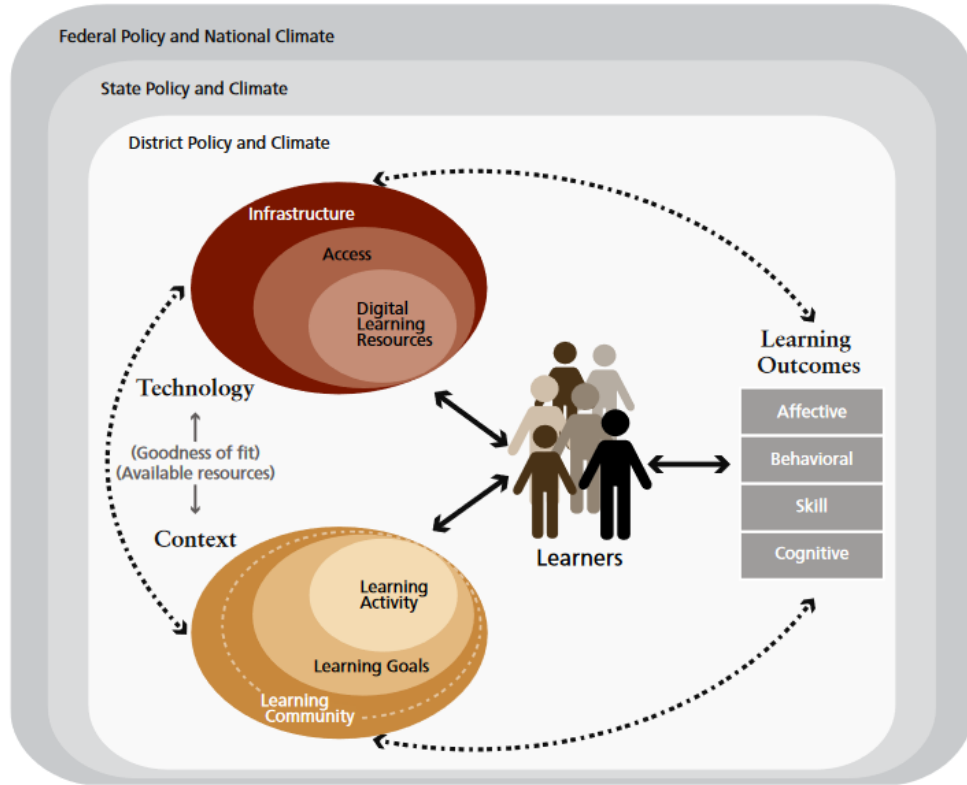 Federal Policy and National Climate
State Policy and Climate
District Policy and Climate
Infrastructure
Access
Digital
Learning
Resources
Technology
(Goodness of fit)
(Available resources)
Context
Learning
Activity
Learning Goals
Learning
Community
Learners
Learning
Outcomes
Affective
Behavioral
Skill
Cognitive